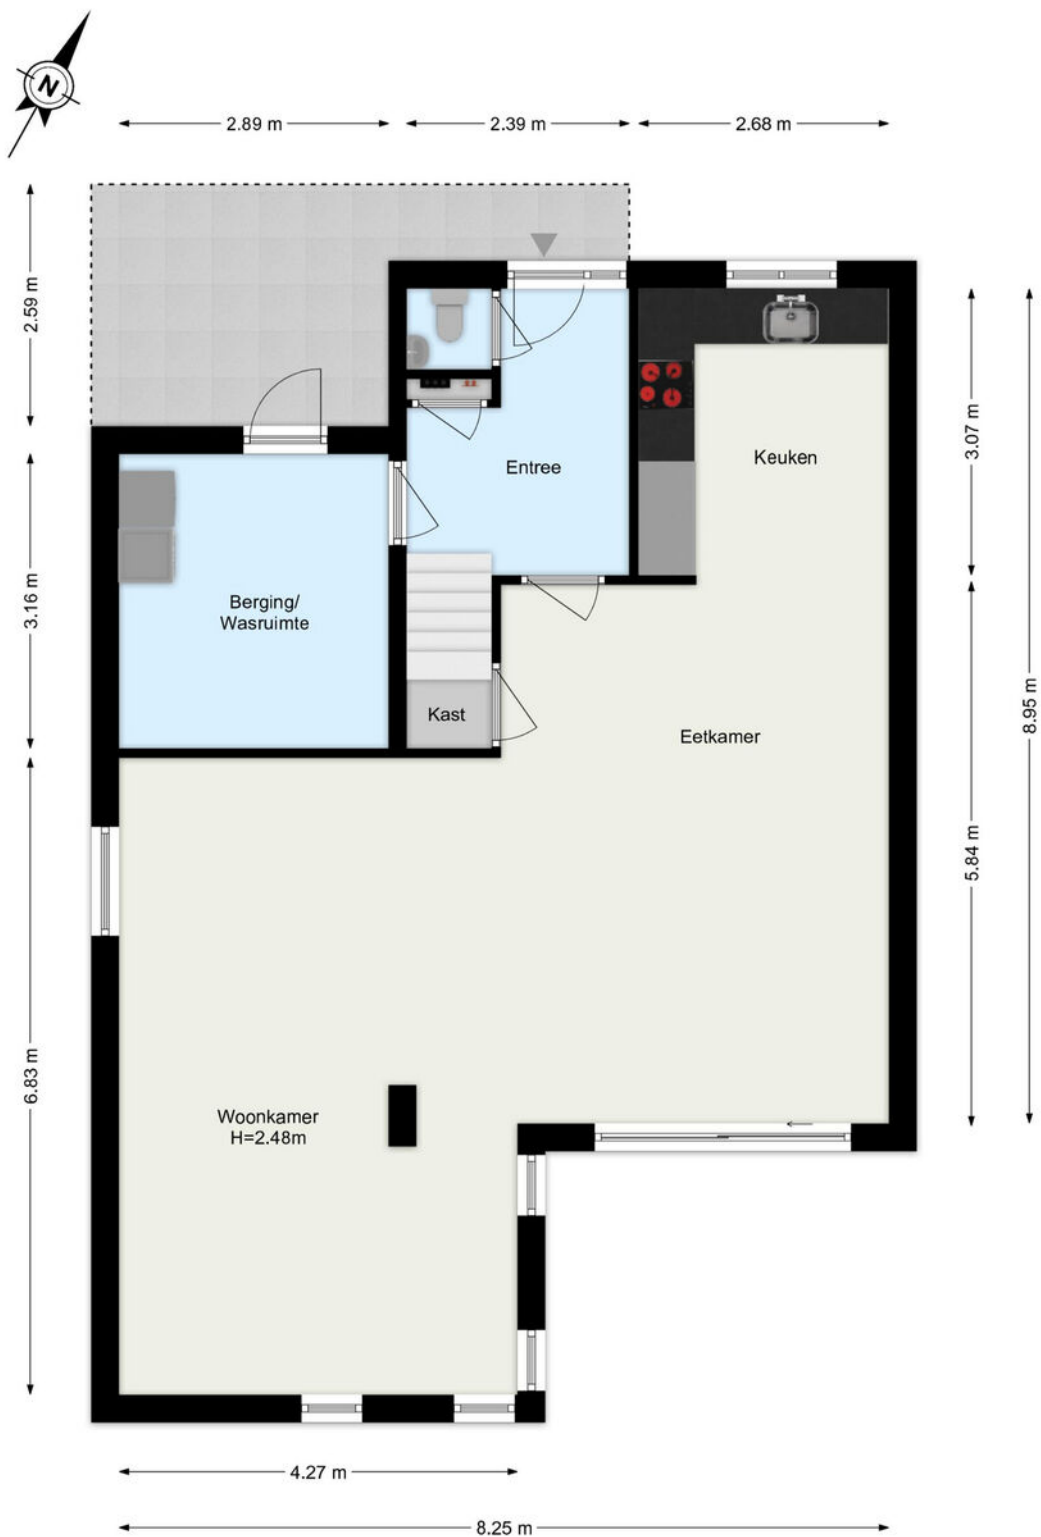 N
2.89 m
2.39 m
2.68 m
2.59 m
3.07 m
Keuken
Entree
3.16 m
Berging/
Wasruimte
8.95 m
Kast
Eetkamer
5.84 m
6.83 m
Woonkamer
H=2.48m
4.27 m
8.25 m